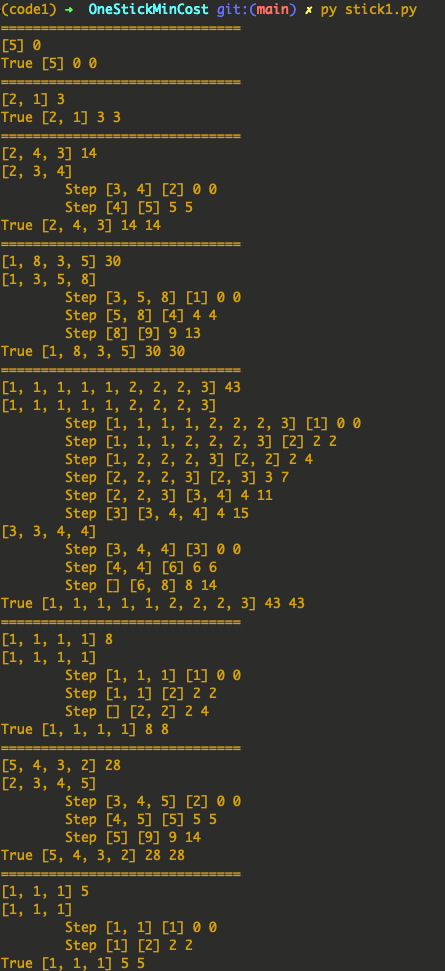 (code1) → OneStickMinCost git:(main) ✗ py stick1.py
==============================
[5] 0
True [5] 0 0
==============================
[2, 1] 3
True [2, 1] 3 3
==============================
[2, 4, 3] 14
[2, 3, 4]
        Step [3, 4] [2] 0 0
        Step [4] [5] 5 5
True [2, 4, 3] 14 14
==============================
[1, 8, 3, 5] 30
[1, 3, 5, 8]
        Step [3, 5, 8] [1] 0 0
        Step [5, 8] [4] 4 4
        Step [8] [9] 9 13
True [1, 8, 3, 5] 30 30
==============================
[1, 1, 1, 1, 1, 2, 2, 2, 3] 43
[1, 1, 1, 1, 1, 2, 2, 2, 3]
        Step [1, 1, 1, 1, 2, 2, 2, 3] [1] 0 0
        Step [1, 1, 1, 2, 2, 2, 3] [2] 2 2
        Step [1, 2, 2, 2, 3] [2, 2] 2 4
        Step [2, 2, 2, 3] [2, 3] 3 7
        Step [2, 2, 3] [3, 4] 4 11
        Step [3] [3, 4, 4] 4 15
[3, 3, 4, 4]
        Step [3, 4, 4] [3] 0 0
        Step [4, 4] [6] 6 6
        Step [] [6, 8] 8 14
True [1, 1, 1, 1, 1, 2, 2, 2, 3] 43 43
==============================
[1, 1, 1, 1] 8
[1, 1, 1, 1]
        Step [1, 1, 1] [1] 0 0
        Step [1, 1] [2] 2 2
        Step [] [2, 2] 2 4
True [1, 1, 1, 1] 8 8
==============================
[5, 4, 3, 2] 28
[2, 3, 4, 5]
        Step [3, 4, 5] [2] 0 0
        Step [4, 5] [5] 5 5
        Step [5] [9] 9 14
True [5, 4, 3, 2] 28 28
==============================
[1, 1, 1] 5
[1, 1, 1]
        Step [1, 1] [1] 0 0
        Step [1] [2] 2 2
True [1, 1, 1] 5 5